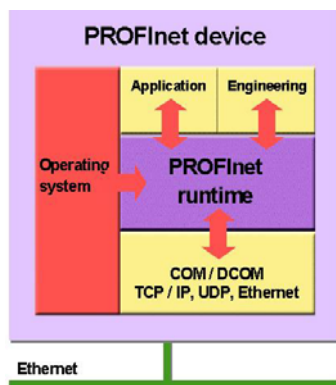 PROFInet device
Application
Engineering
Operating
system
PROFInet
runtime
COM / DCOM
TCP / IP, UDP, Ethernet
Ethernet